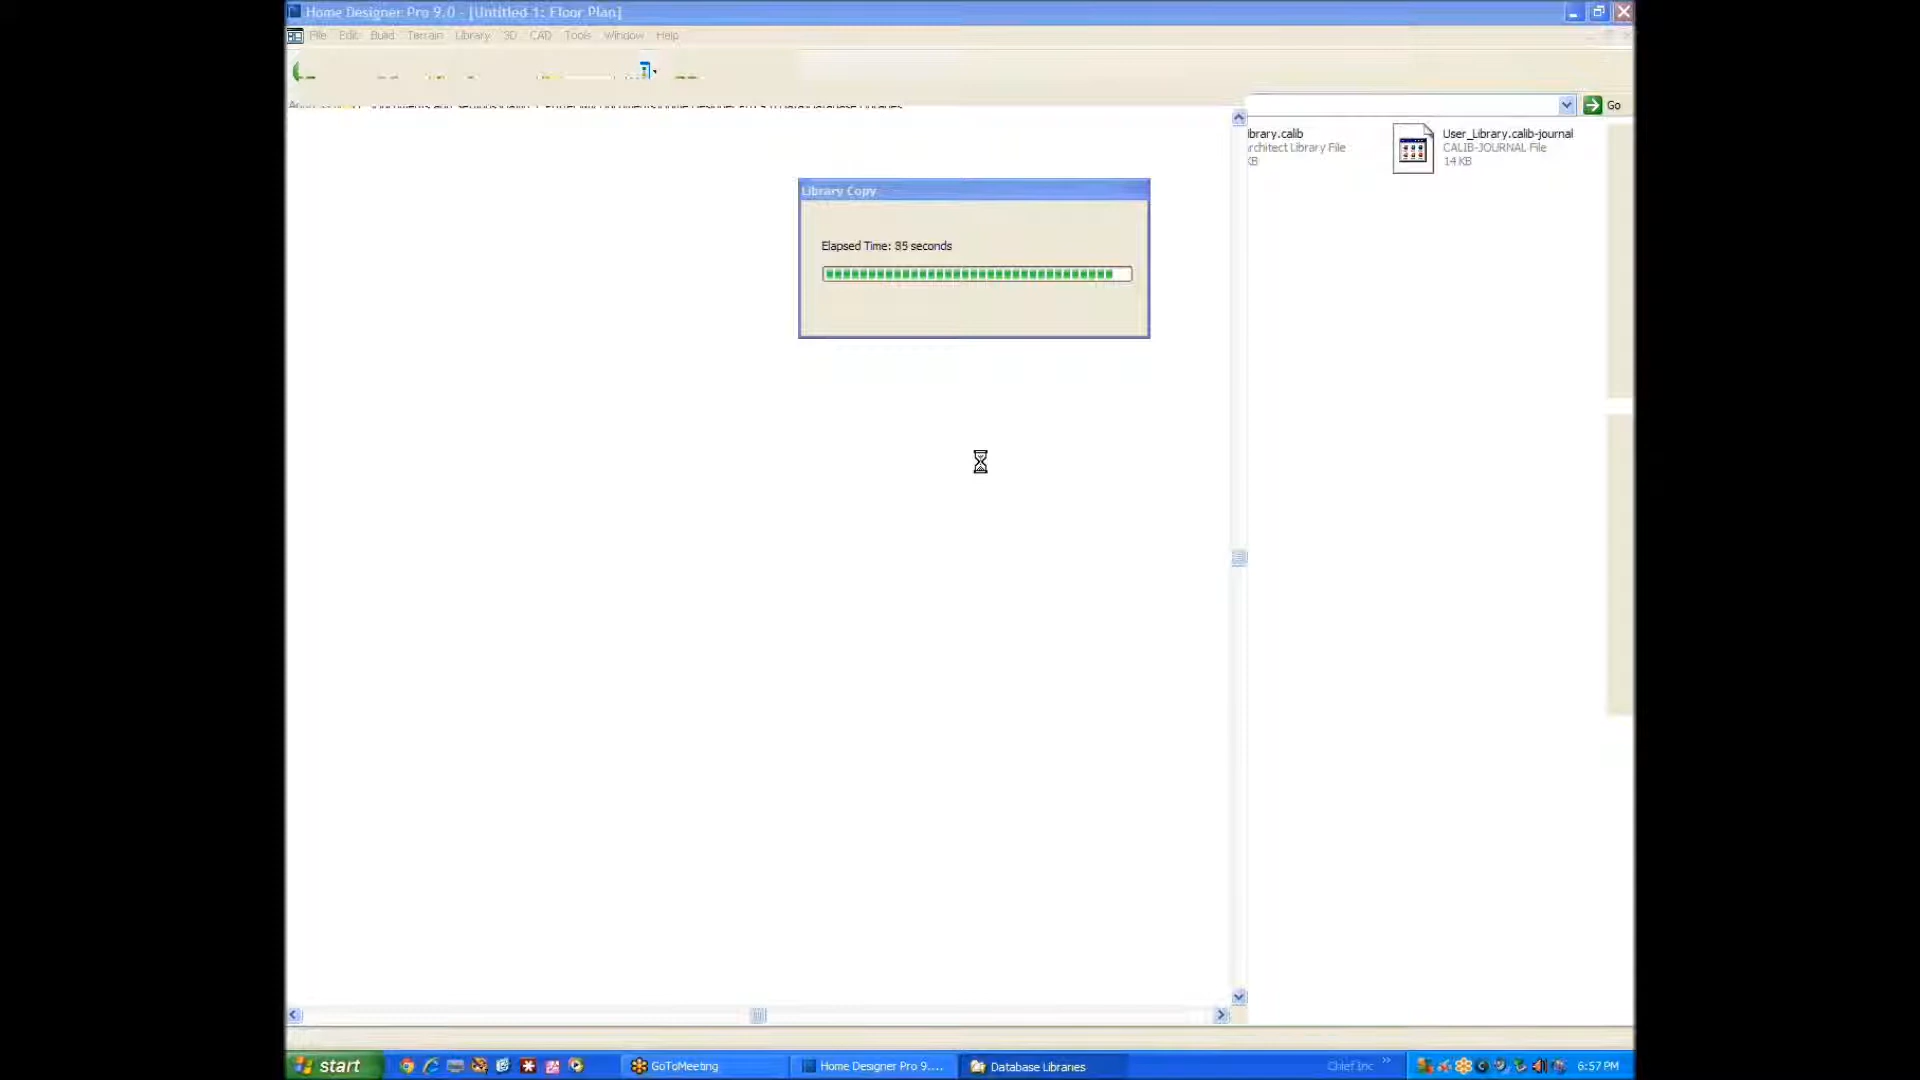 Home Designer Pro 9.0 - [Untitled 1: Floor Plan]
File Edit Build Terrain Library 3D CAD Tools Window Help
Go
ibrary.calib
rchitect Library File
KB
User_Library.calib-journal
CALIB-JOURNAL File
14 KB
Library Copy
Elapsed Time: 35 seconds
start
GoToMeeting
Home Designer Pro 9....
Database Libraries
Chief Inc
6:57 PM